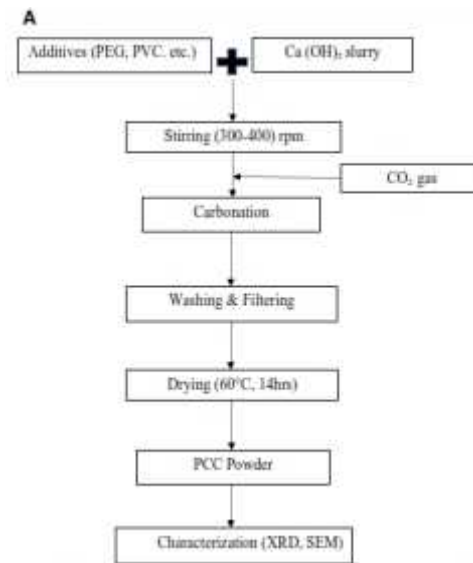 A
Additives (PEG, PVC. etc.)
Ca (OH)₂ slurry
Stirring (300-400) rpm
CO₂ gas
Carbonation
Washing & Filtering
Drying (60°C, 14hrs)
PCC Powder
Characterization (XRD, SEM)